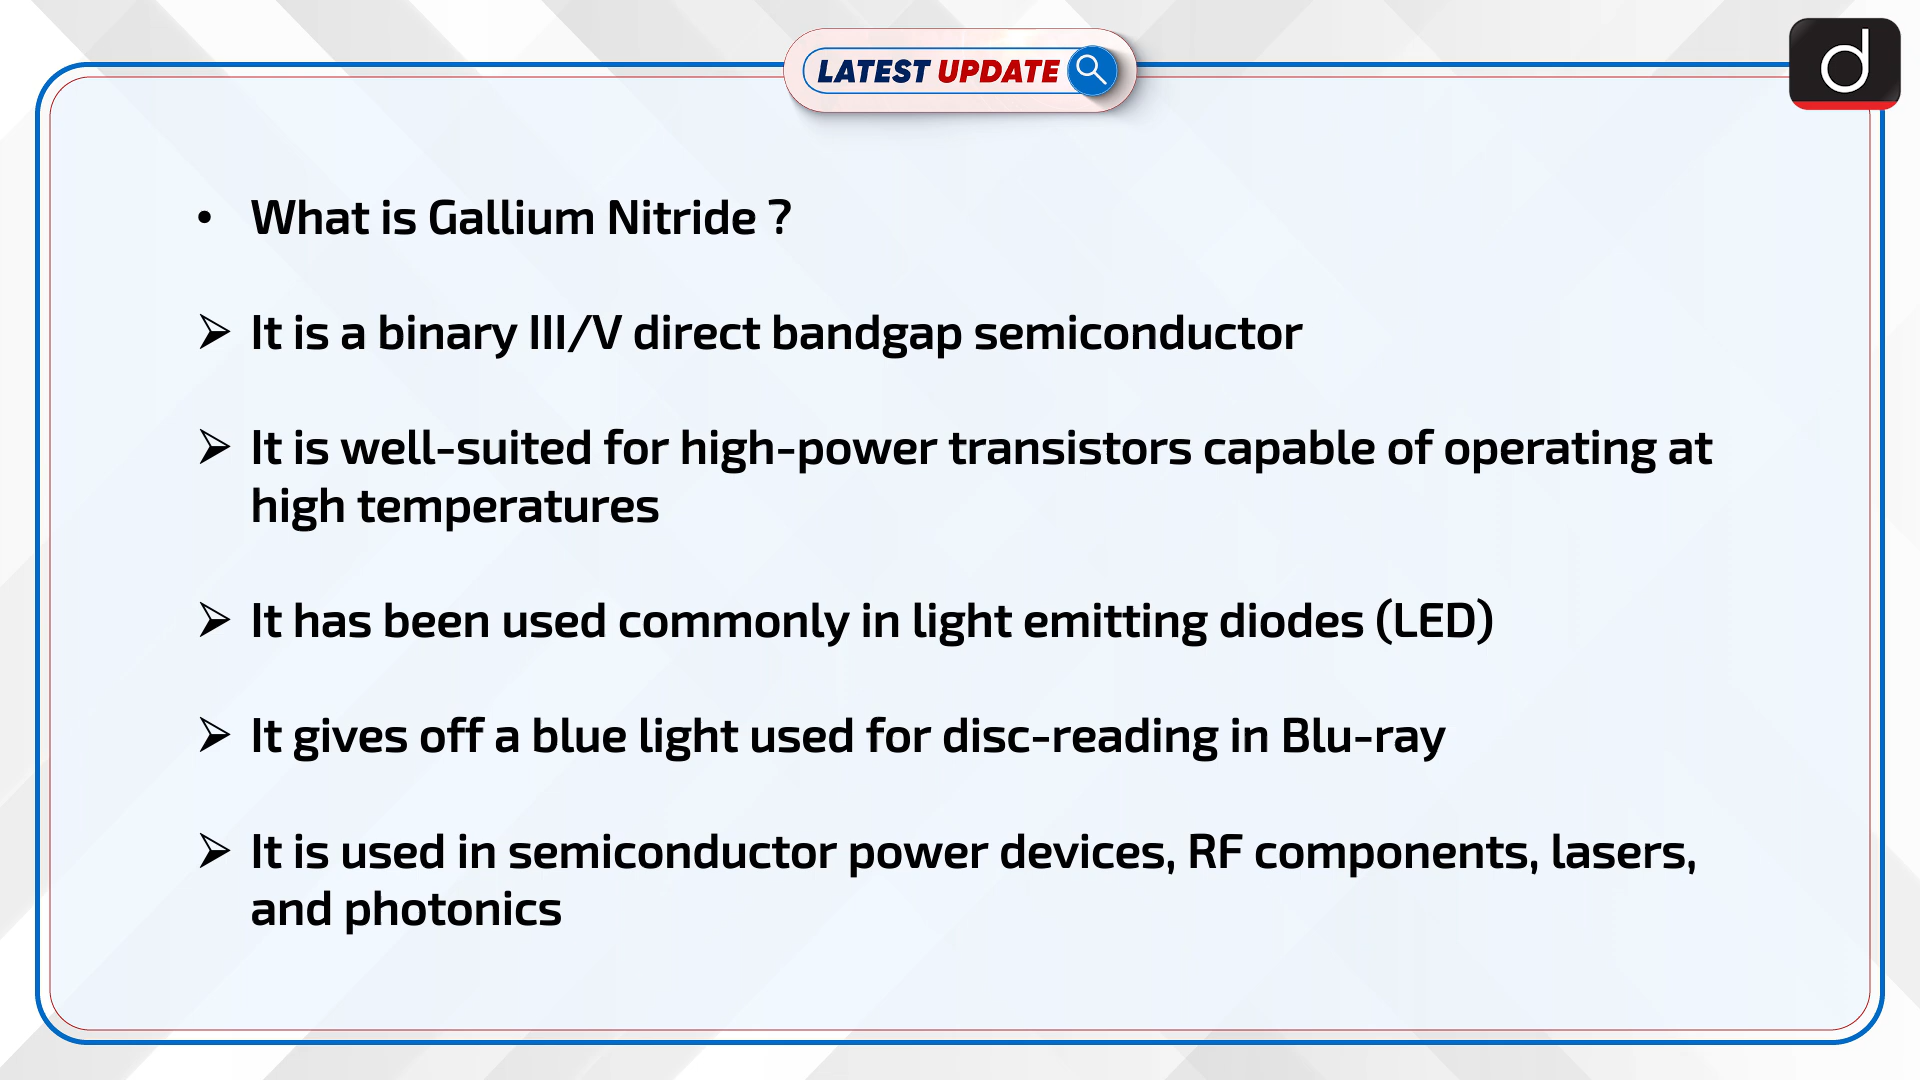 LATEST UPDATE
d
• What is Gallium Nitride ?
➢ It is a binary III/V direct bandgap semiconductor
➢ It is well-suited for high-power transistors capable of operating at
high temperatures
➢ It has been used commonly in light emitting diodes (LED)
➢ It gives off a blue light used for disc-reading in Blu-ray
➢ It is used in semiconductor power devices, RF components, lasers,
and photonics